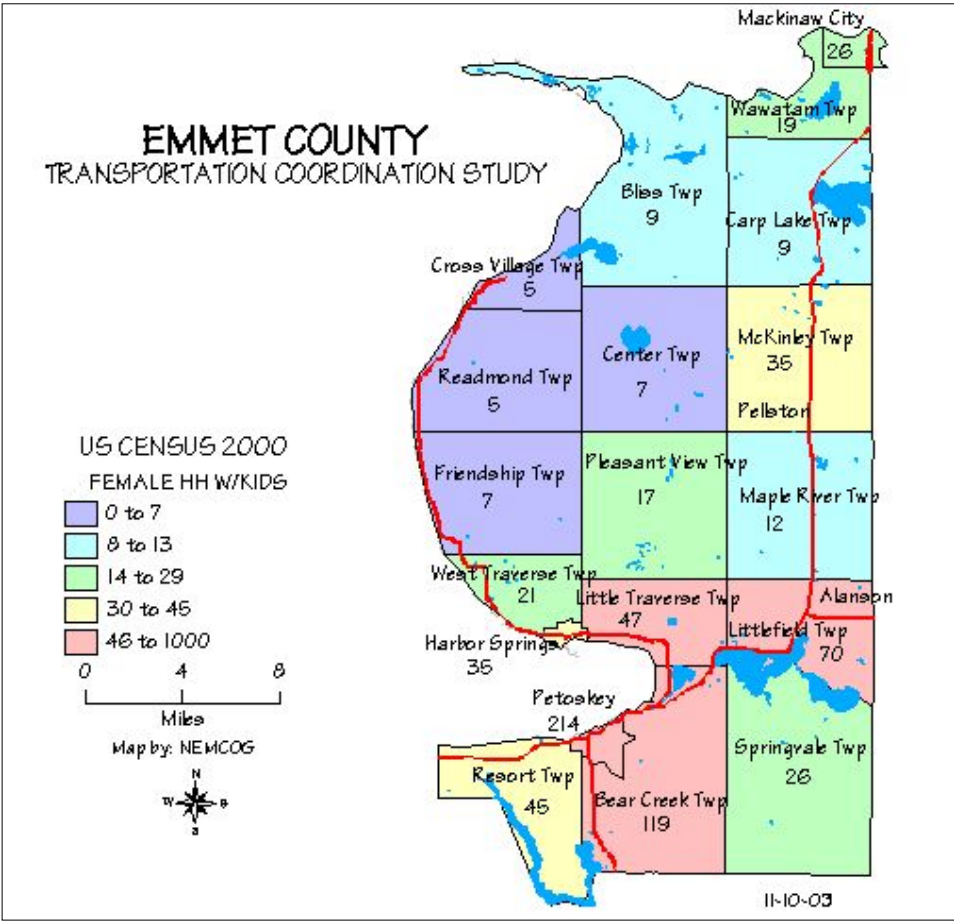 Mackinaw City
26
Wawatam Twp
19
EMMET COUNTY
TRANSPORTATION COORDINATION STUDY
Bliss Twp
9
Carp Lake Twp
9
Cross Village Twp
5
McKinley Twp
35
Center Twp
7
Readmond Twp
5
Pellston
US CENSUS 2000
FEMALE HH W/KIDS
0 to 7
8 to 13
14 to 29
30 to 45
46 to 1000
0 4 8
Miles
Map by: NEMCOG
N
W E
S
Friendship Twp
7
Pleasant View Twp
17
Maple River Twp
12
West Traverse Twp
21
Little Traverse Twp
47
Alanson
Littlefield Twp
70
Harbor Springs
35
Petoskey
214
Springvale Twp
26
Resort Twp
45
Bear Creek Twp
119
11-10-03